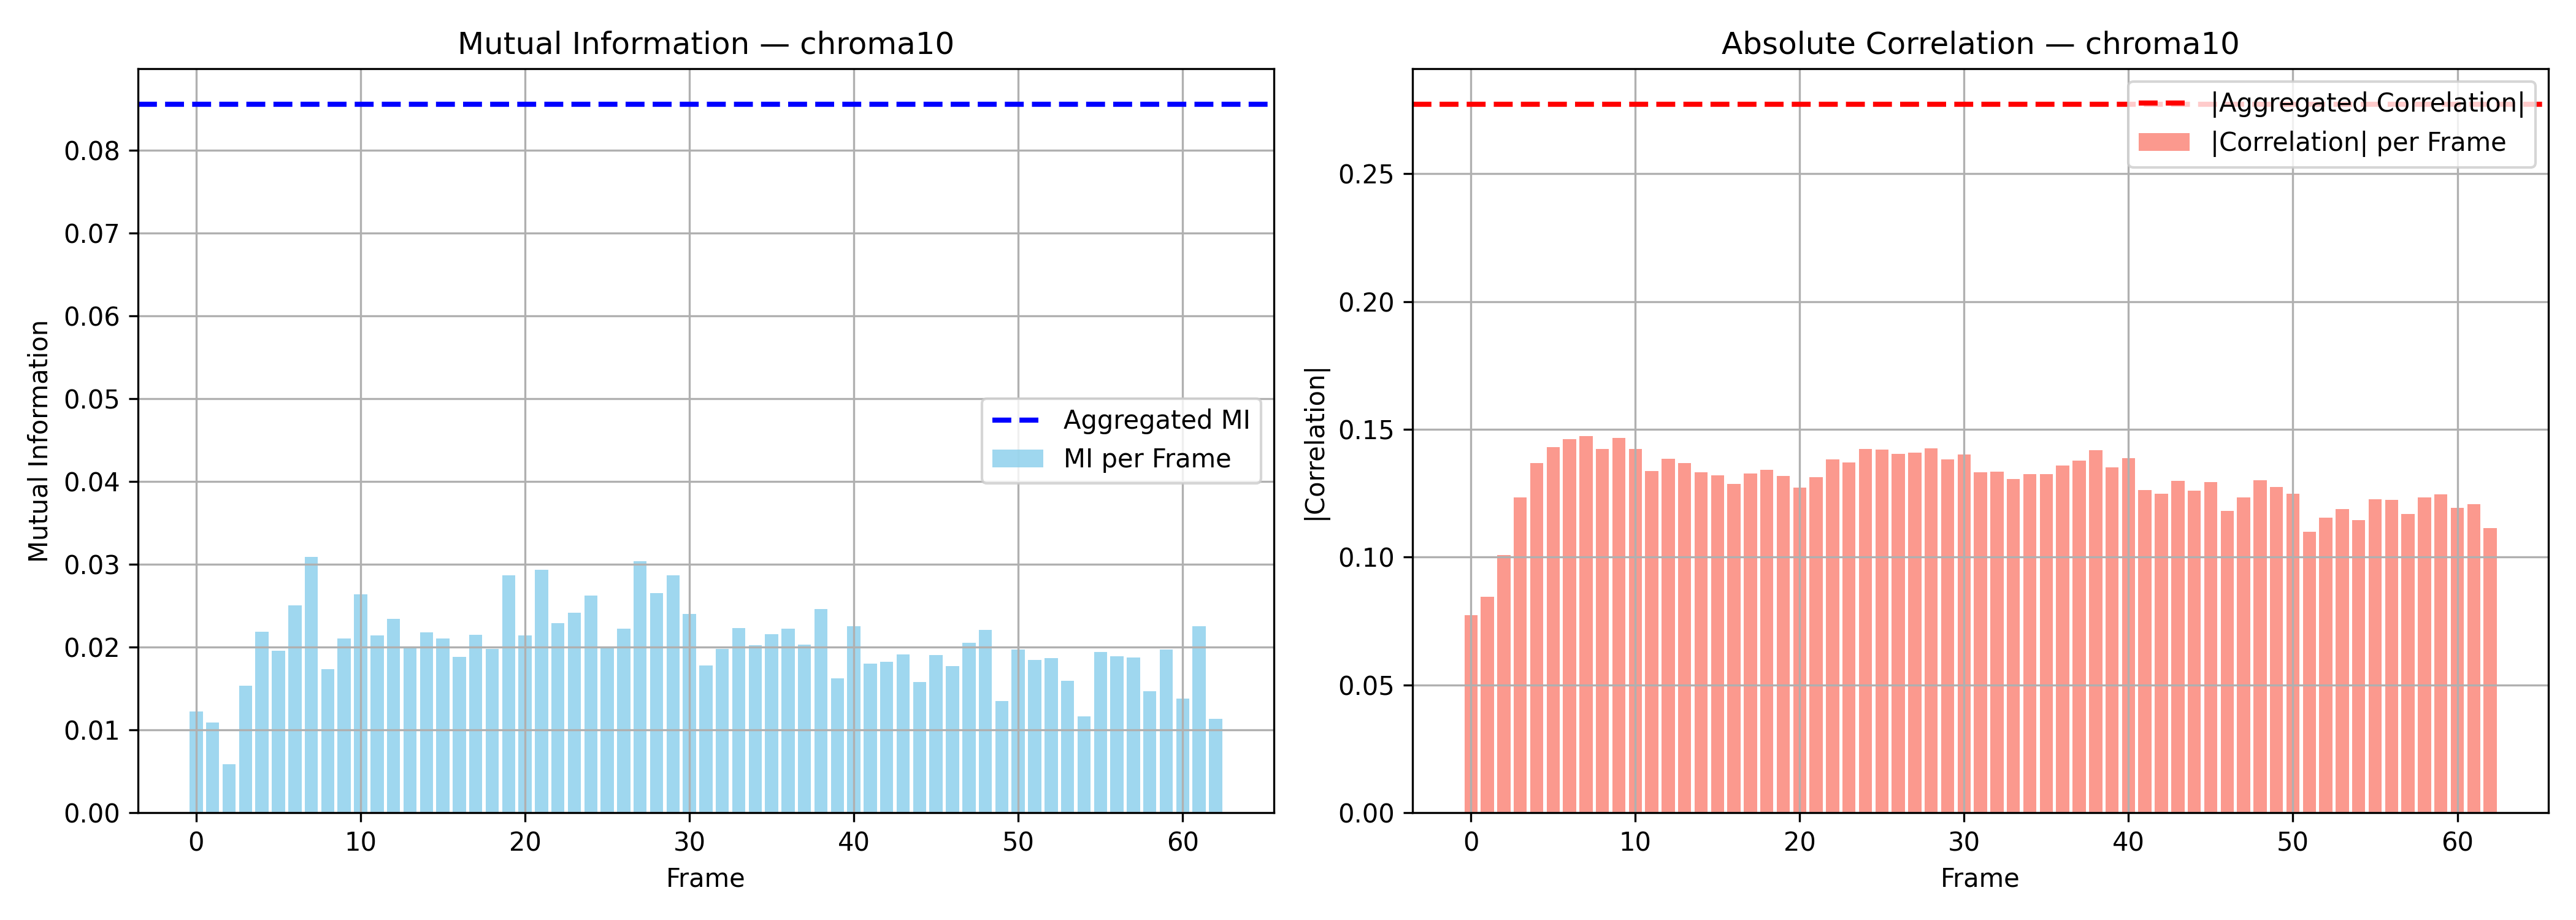 Mutual Information — chroma10
Mutual Information
0.08
0.07
0.06
0.05
0.04
0.03
0.02
0.01
0.00
Aggregated MI
MI per Frame
0 10 20 30 40 50 60
Frame
Absolute Correlation — chroma10
|Correlation|
0.25
0.20
0.15
0.10
0.05
0.00
|Aggregated Correlation|
|Correlation| per Frame
0 10 20 30 40 50 60
Frame